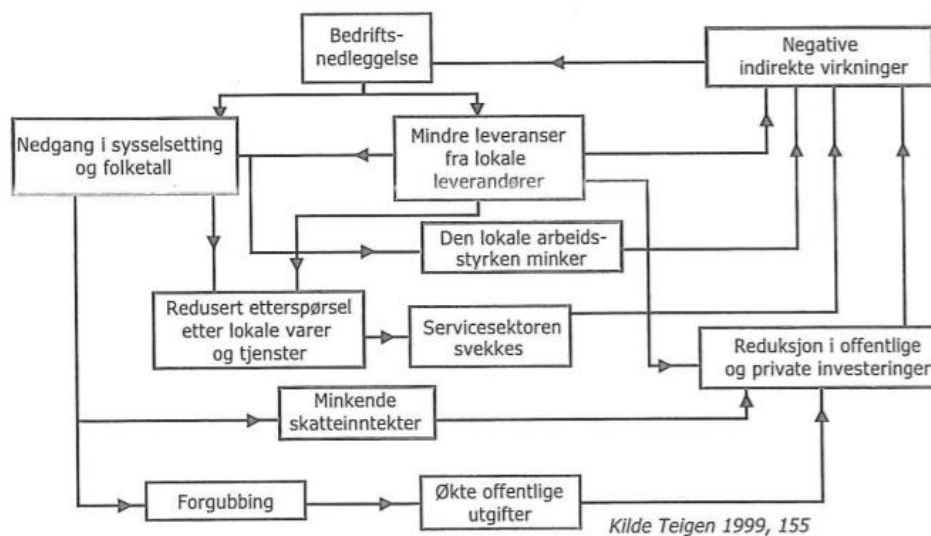 Bedrifts-
nedleggelse
Negative
indirekte virkninger
Nedgang i sysselsetting
og folketall
Mindre leveranser
fra lokale
leverandører
Den lokale arbeids-
styrken minker
Redusert etterspørsel
etter lokale varer
og tjenster
Servicesektoren
svekkes
Reduksjon i offentlige
og private investeringer
Minkende
skatteinntekter
Forgubbing
Økte offentlige
utgifter
Kilde Teigen 1999, 155